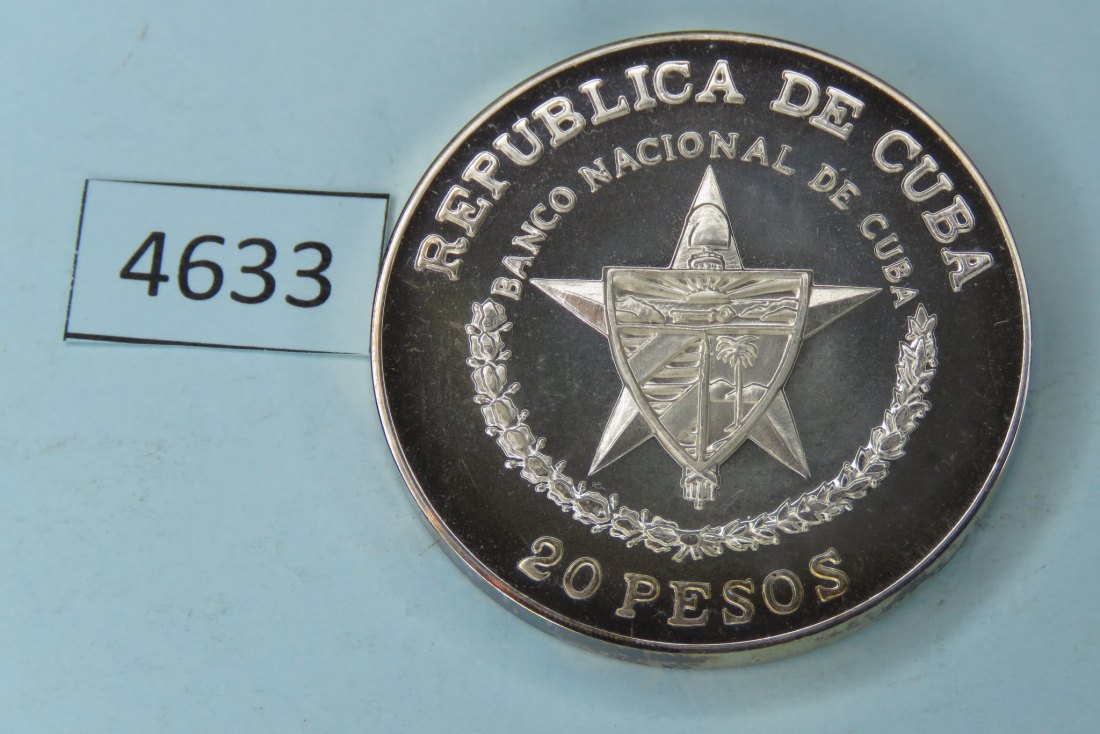 4633
REPUBLICA DE CUBA
BANCO NACIONAL DE CUBA
20 PESOS